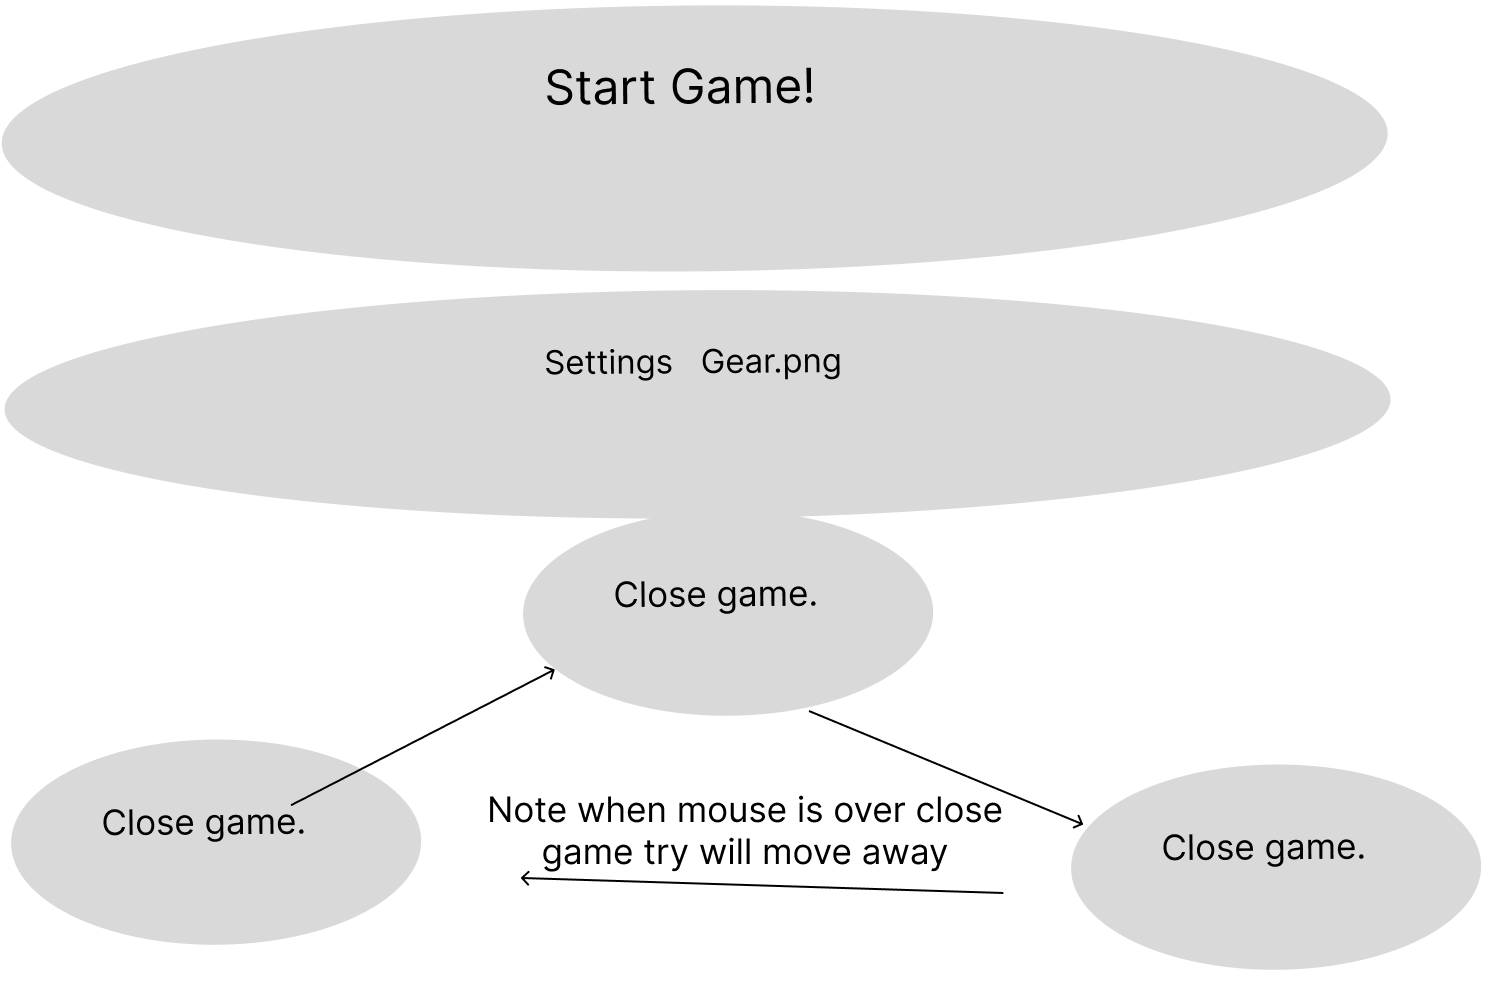 Start Game!
Settings Gear.png
Close game.
Note when mouse is over close
game try will move away
Close game.
Close game.